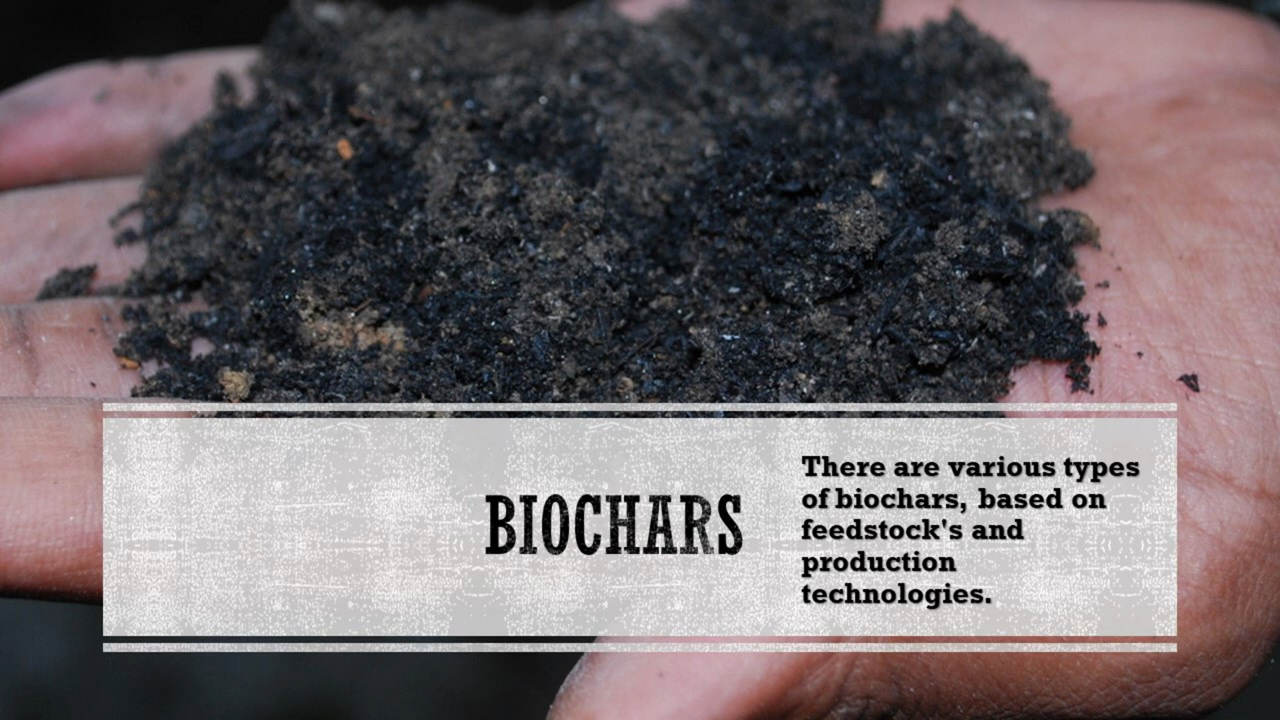 BIOCHARS
There are various types
of biochars, based on
feedstock's and
production
technologies.